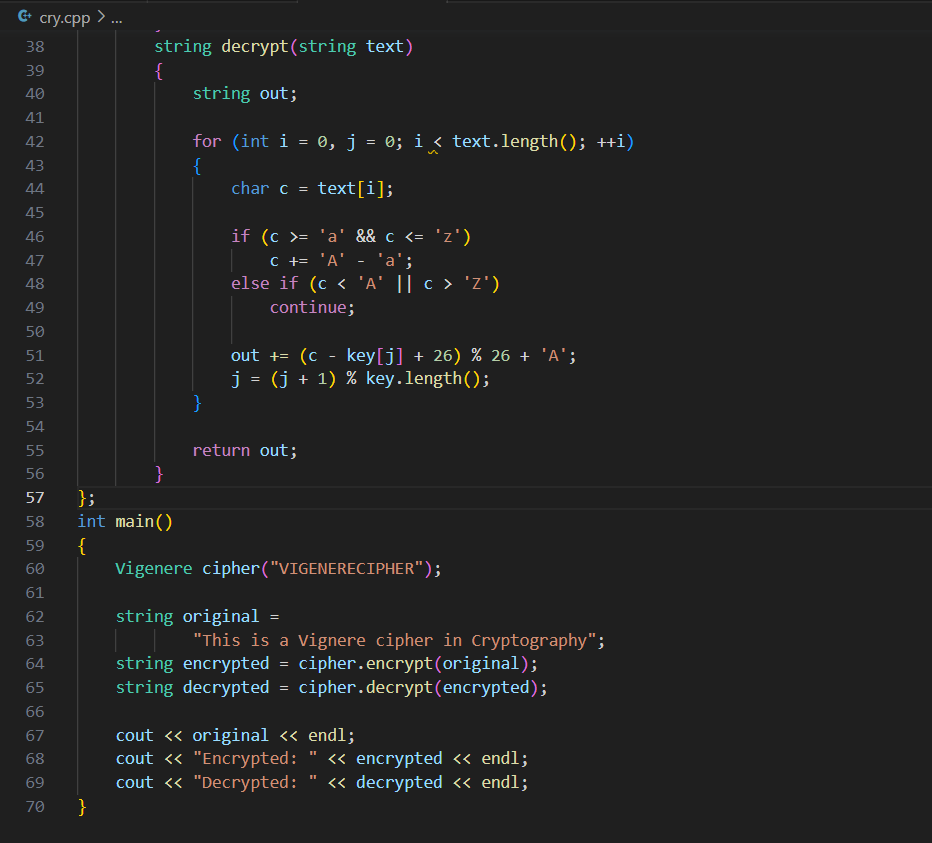 cry.cpp > ...
38 string decrypt(string text)
39 {
40 string out;
41
42 for (int i = 0, j = 0; i < text.length(); ++i)
43 {
44 char c = text[i];
45
46 if (c >= 'a' && c <= 'z')
47 c += 'A' - 'a';
48 else if (c < 'A' || c > 'Z')
49 continue;
50
51 out += (c - key[j] + 26) % 26 + 'A';
52 j = (j + 1) % key.length();
53 }
54
55 return out;
56 }
57 };
58 int main()
59 {
60 Vigenere cipher("VIGENERECIPHER");
61
62 string original =
63 "This is a Vignere cipher in Cryptography";
64 string encrypted = cipher.encrypt(original);
65 string decrypted = cipher.decrypt(encrypted);
66
67 cout << original << endl;
68 cout << "Encrypted: " << encrypted << endl;
69 cout << "Decrypted: " << decrypted << endl;
70 }